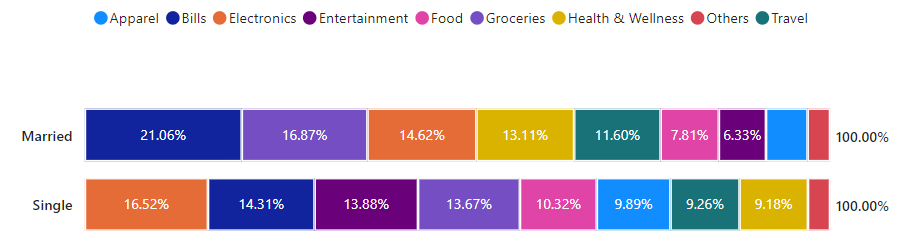 Apparel Bills Electronics Entertainment Food Groceries Health & Wellness Others Travel
Married 21.06% 16.87% 14.62% 13.11% 11.60% 7.81% 6.33% 100.00%
Single 16.52% 14.31% 13.88% 13.67% 10.32% 9.89% 9.26% 9.18% 100.00%